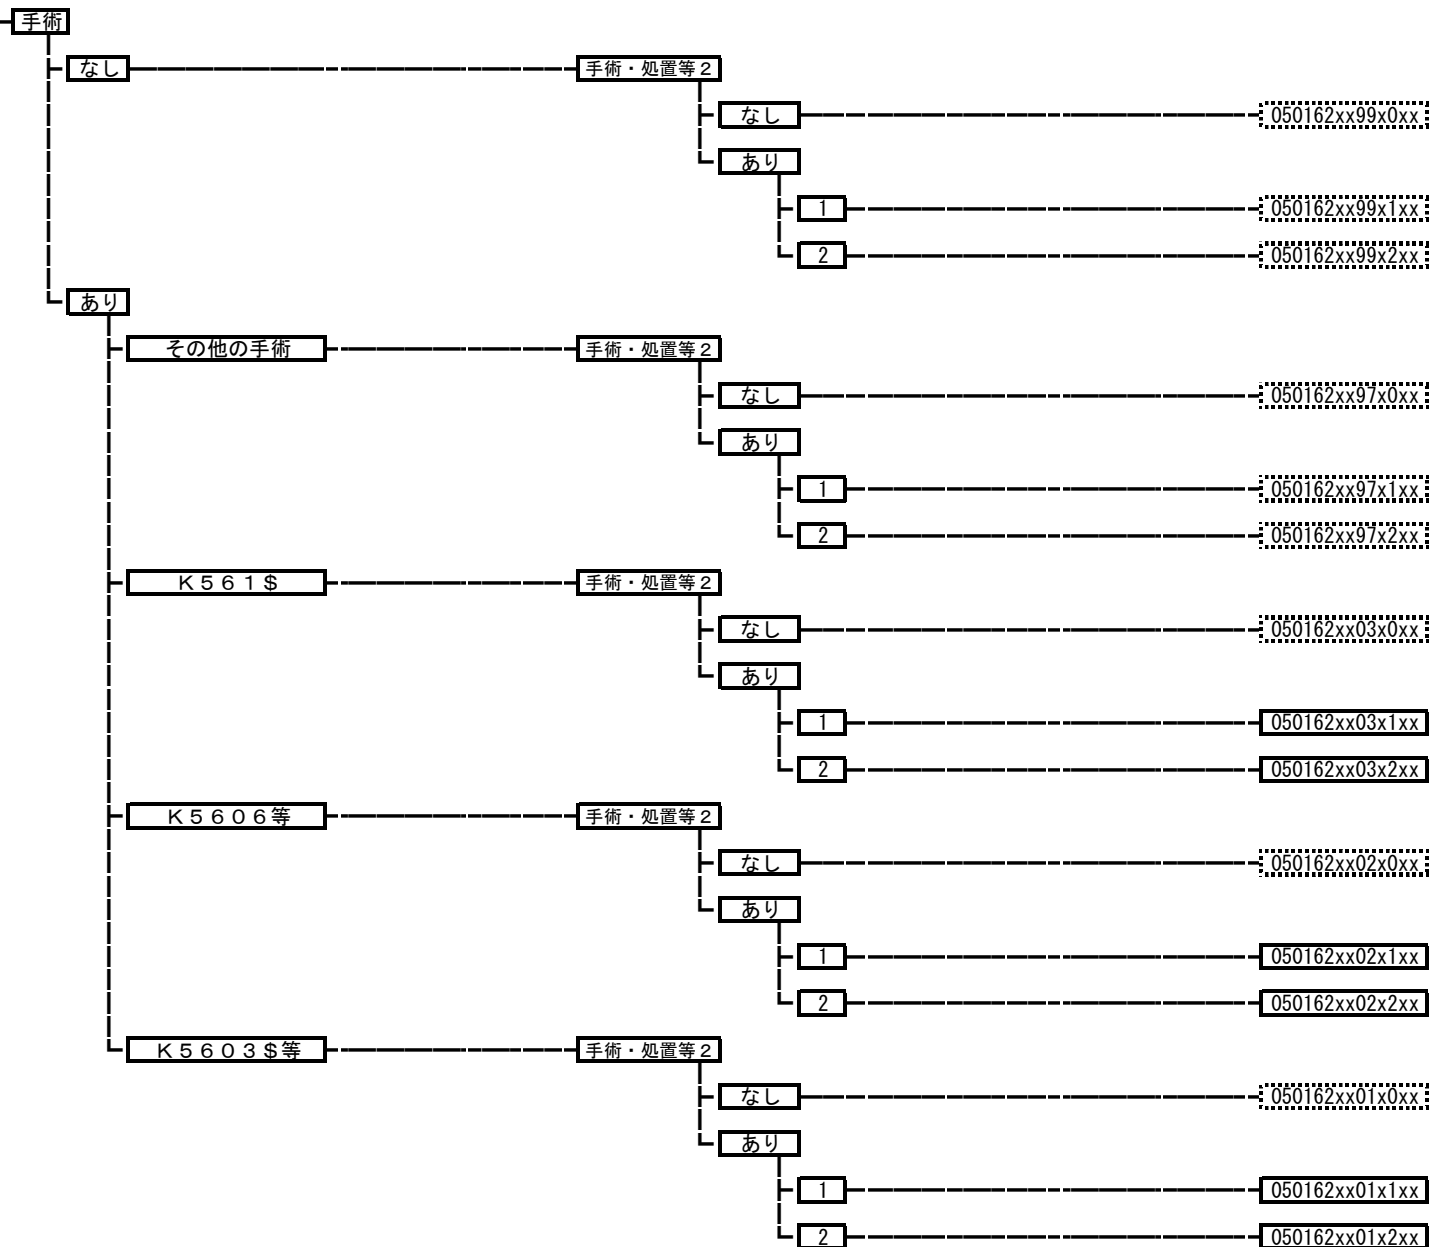 手術
なし 手術・処置等2
なし 050162xx99x0xx
あり
1 050162xx99x1xx
2 050162xx99x2xx
あり
その他の手術 手術・処置等2
なし 050162xx97x0xx
あり
1 050162xx97x1xx
2 050162xx97x2xx
K561$ 手術・処置等2
なし 050162xx03x0xx
あり
1 050162xx03x1xx
2 050162xx03x2xx
K5606等 手術・処置等2
なし 050162xx02x0xx
あり
1 050162xx02x1xx
2 050162xx02x2xx
K5603$等 手術・処置等2
なし 050162xx01x0xx
あり
1 050162xx01x1xx
2 050162xx01x2xx